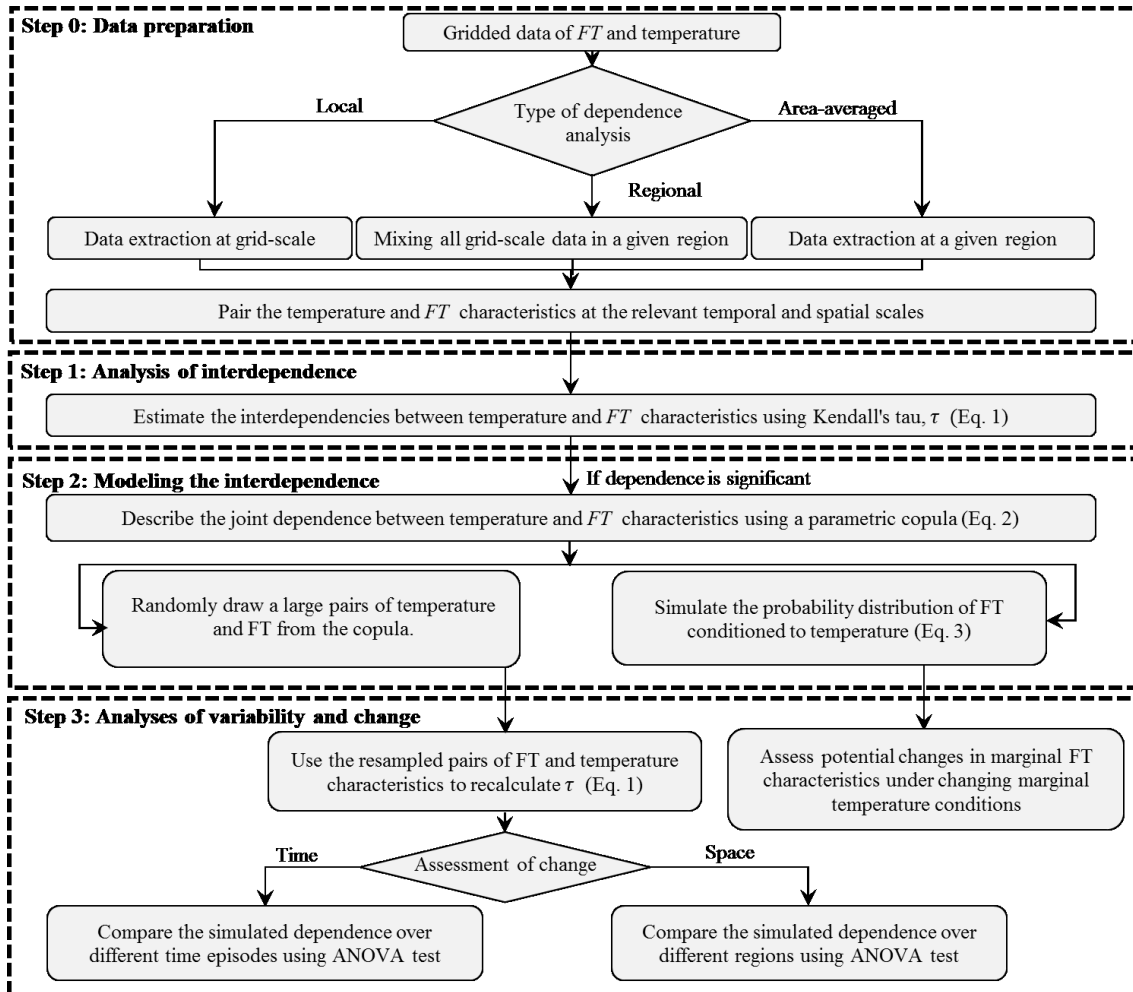 Step 0: Data preparation
Gridded data of FT and temperature
Type of dependence
analysis
Local
Area-averaged
Regional
Data extraction at grid-scale
Mixing all grid-scale data in a given region
Data extraction at a given region
Pair the temperature and FT characteristics at the relevant temporal and spatial scales
Step 1: Analysis of interdependence
Estimate the interdependencies between temperature and FT characteristics using Kendall's tau, τ (Eq. 1)
Step 2: Modeling the interdependence
If dependence is significant
Describe the joint dependence between temperature and FT characteristics using a parametric copula (Eq. 2)
Randomly draw a large pairs of temperature
and FT from the copula.
Simulate the probability distribution of FT
conditioned to temperature (Eq. 3)
Step 3: Analyses of variability and change
Use the resampled pairs of FT and temperature
characteristics to recalculate τ (Eq. 1)
Assess potential changes in marginal FT
characteristics under changing marginal
temperature conditions
Assessment of change
Time
Space
Compare the simulated dependence over
different time episodes using ANOVA test
Compare the simulated dependence over
different regions using ANOVA test